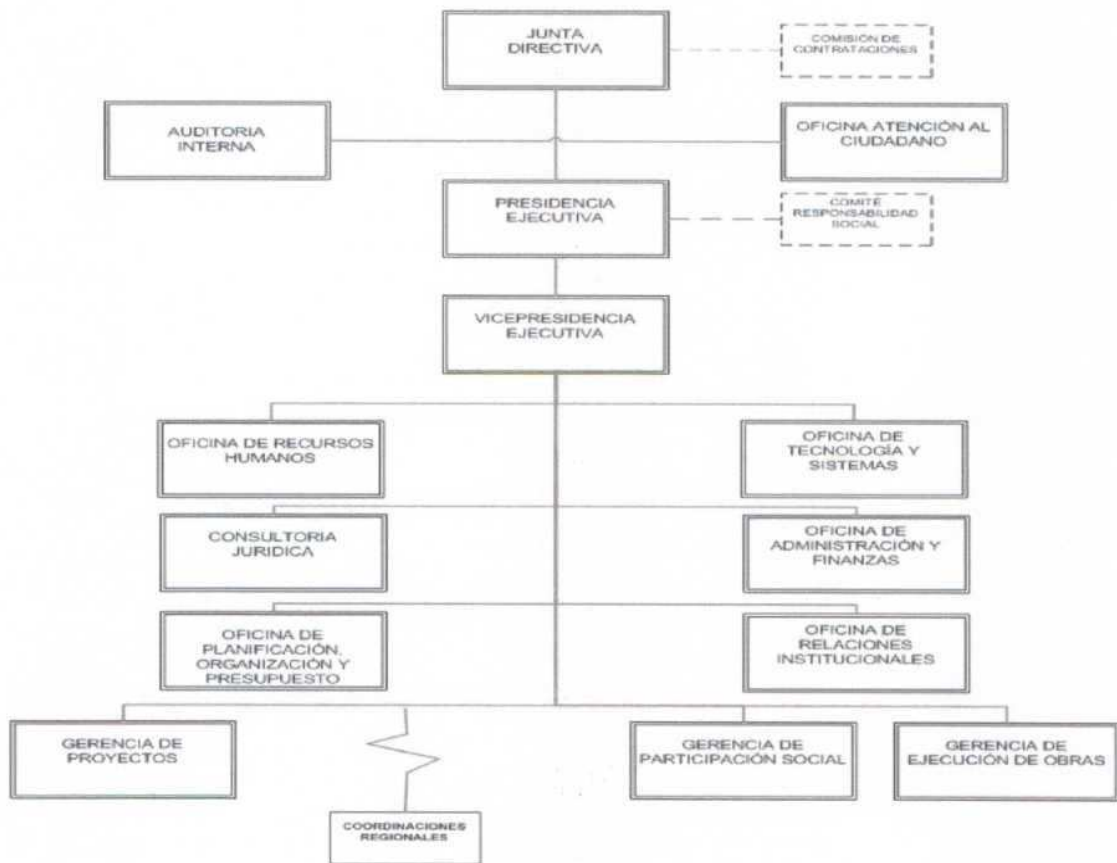 JUNTA
DIRECTIVA
COMISIÓN DE
CONTRATACIONES
AUDITORIA
INTERNA
OFICINA ATENCIÓN AL
CIUDADANO
PRESIDENCIA
EJECUTIVA
COMITÉ
RESPONSABILIDAD
SOCIAL
VICEPRESIDENCIA
EJECUTIVA
OFICINA DE RECURSOS
HUMANOS
OFICINA DE
TECNOLOGÍA Y
SISTEMAS
CONSULTORIA
JURIDICA
OFICINA DE
ADMINISTRACIÓN Y
FINANZAS
OFICINA DE
PLANIFICACIÓN,
ORGANIZACIÓN Y
PRESUPUESTO
OFICINA DE
RELACIONES
INSTITUCIONALES
GERENCIA DE
PROYECTOS
GERENCIA DE
PARTICIPACIÓN SOCIAL
GERENCIA DE
EJECUCIÓN DE OBRAS
COORDINACIONES
REGIONALES